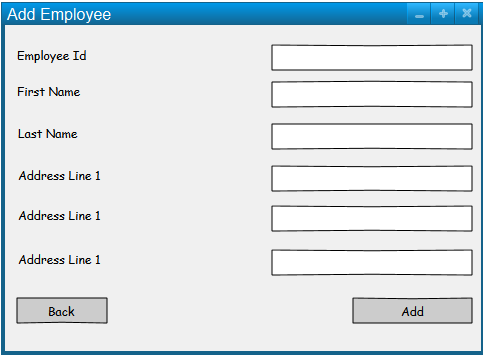 Add Employee
Employee Id
First Name
Last Name
Address Line 1
Address Line 1
Address Line 1
Back Add